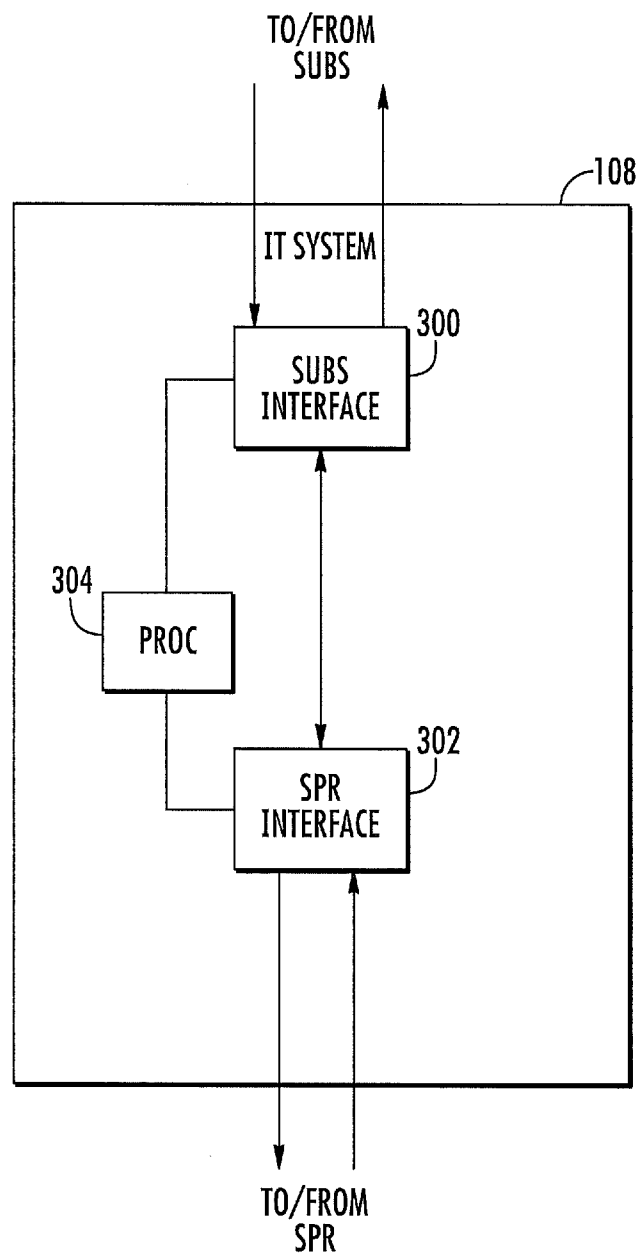 TO/FROM
SUBS
108
IT SYSTEM
300
SUBS
INTERFACE
304
PROC
302
SPR
INTERFACE
TO/FROM
SPR